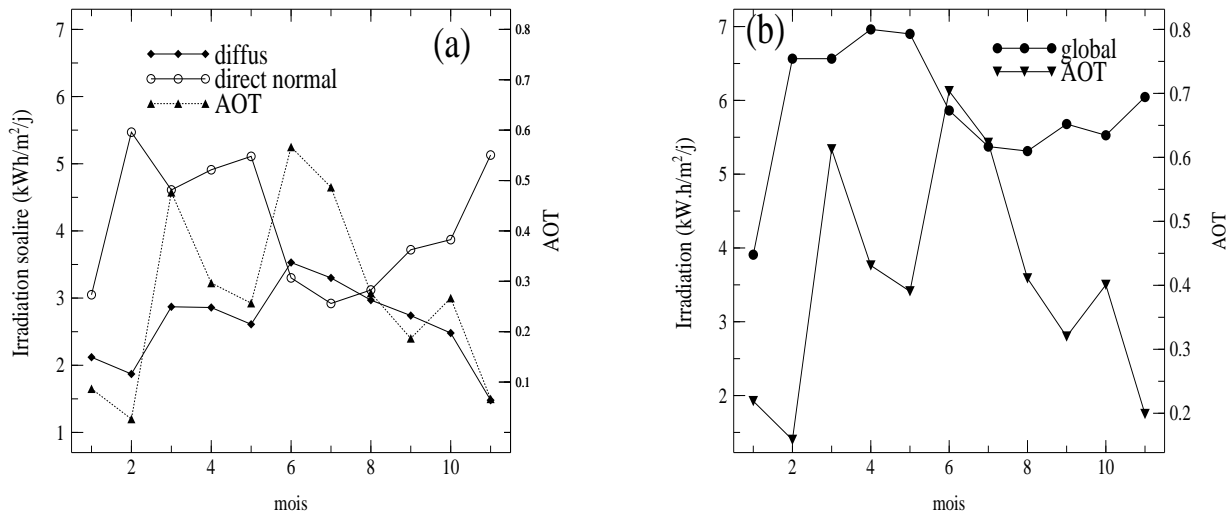 (a)
diffus
direct normal
AOT
Irradiation soalire (kWh/m²/j)
7
6
5
4
3
2
1
0.8
0.7
0.6
0.5
0.4
0.3
0.2
0.1
AOT
2
4
6
8
10
mois
(b)
global
AOT
Irradiation (kW.h/m²/j)
7
6
5
4
3
2
0.8
0.7
0.6
0.5
0.4
0.3
0.2
AOT
2
4
6
8
10
mois